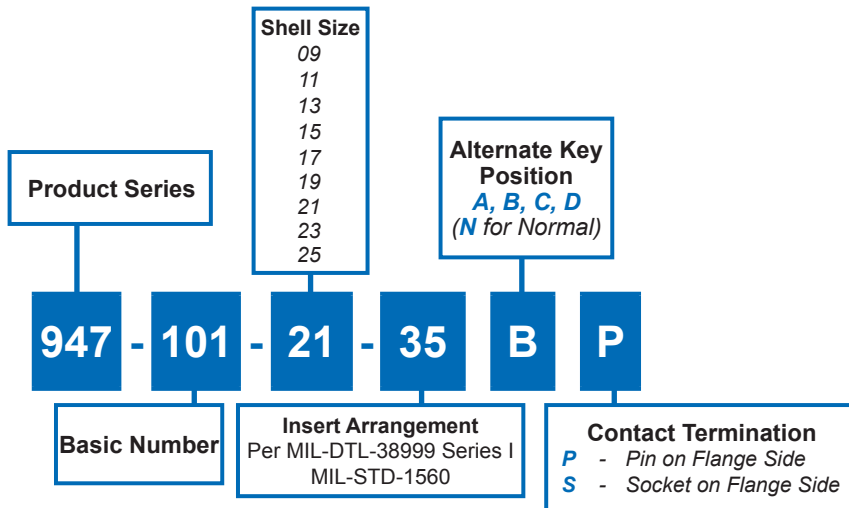 Shell Size
09
11
13
15
17
19
21
23
25
Product Series
Alternate Key
Position
A, B, C, D
(N for Normal)
947 - 101 - 21 - 35 B P
Basic Number
Insert Arrangement
Per MIL-DTL-38999 Series I
MIL-STD-1560
Contact Termination
P - Pin on Flange Side
S - Socket on Flange Side